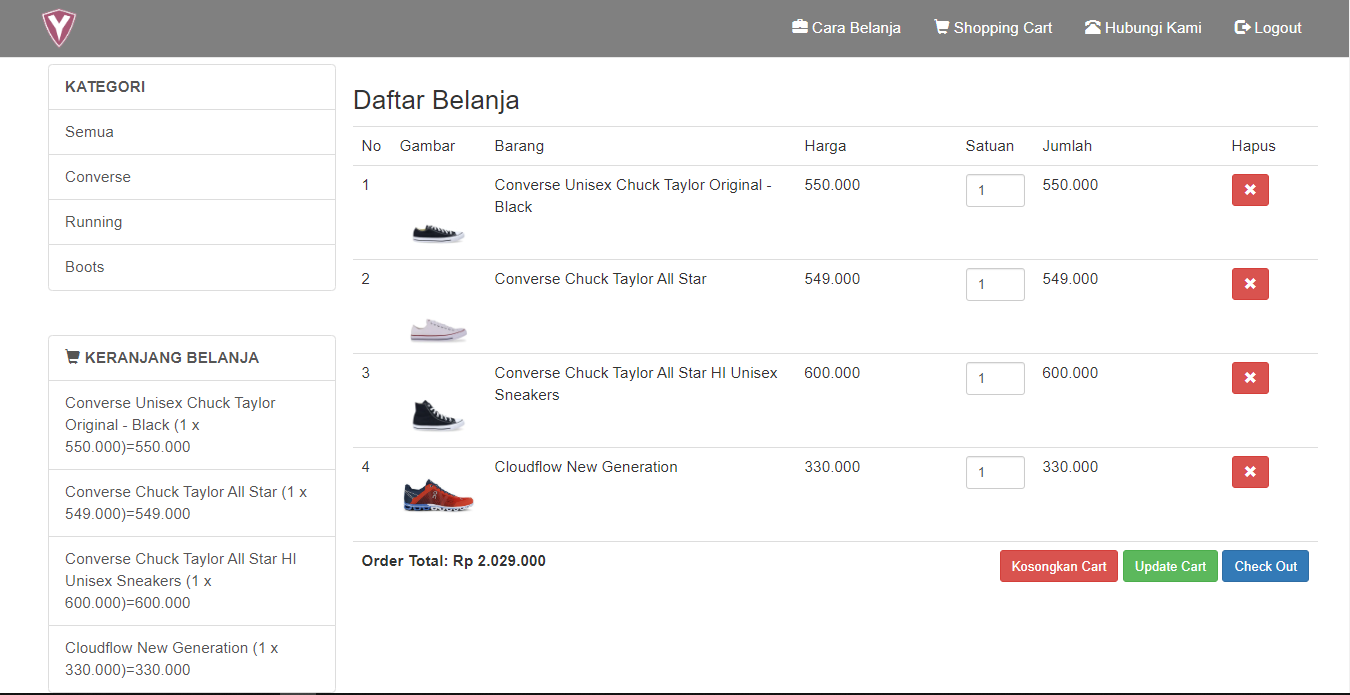 Cara Belanja Shopping Cart Hubungi Kami Logout
KATEGORI
Semua
Converse
Running
Boots
KERANJANG BELANJA
Converse Unisex Chuck Taylor
Original - Black (1 x
550.000)=550.000
Converse Chuck Taylor All Star (1 x
549.000)=549.000
Converse Chuck Taylor All Star HI
Unisex Sneakers (1 x
600.000)=600.000
Cloudflow New Generation (1 x
330.000)=330.000
Daftar Belanja
No Gambar Barang Harga Satuan Jumlah Hapus
1 Converse Unisex Chuck Taylor Original - 550.000 1 550.000
Black
2 Converse Chuck Taylor All Star 549.000 1 549.000
3 Converse Chuck Taylor All Star HI Unisex 600.000 1 600.000
Sneakers
4 Cloudflow New Generation 330.000 1 330.000
Order Total: Rp 2.029.000 Kosongkan Cart Update Cart Check Out